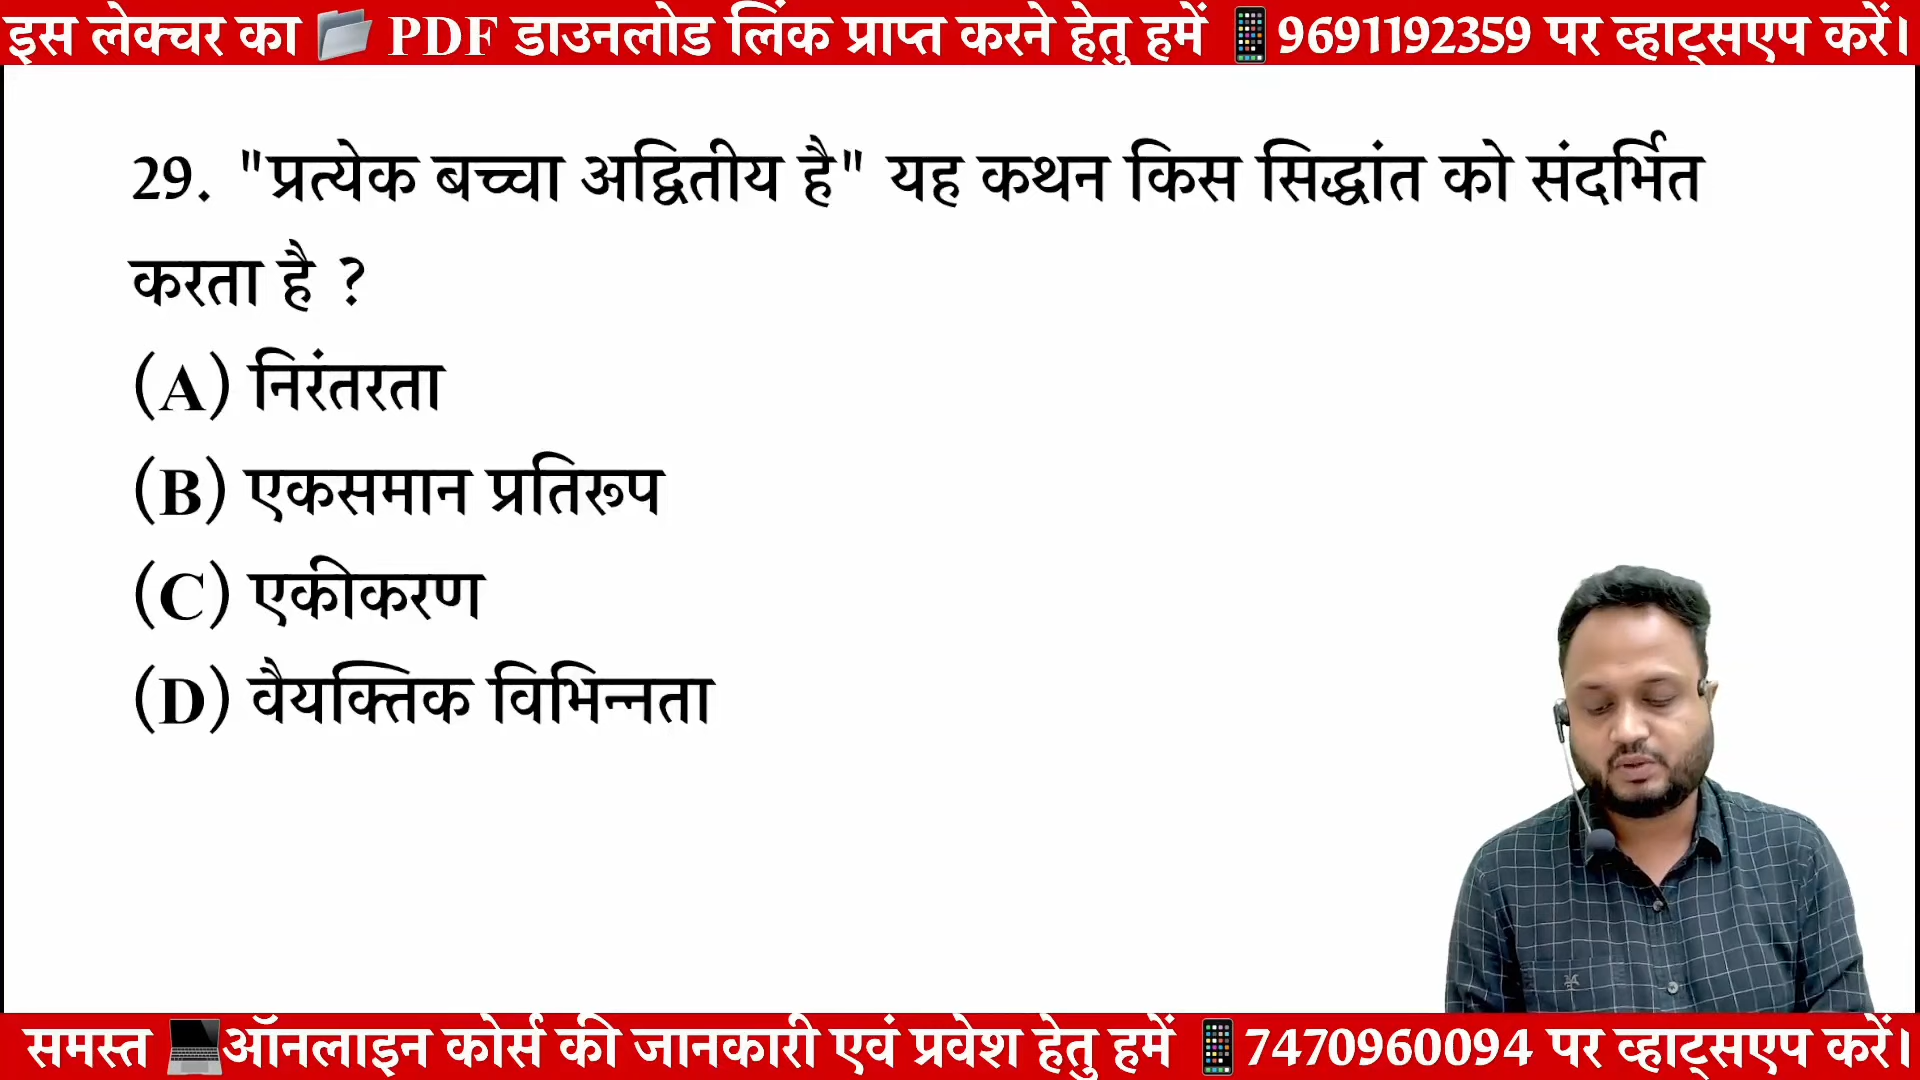 इस लेक्चर का PDF डाउनलोड लिंक प्राप्त करने हेतु हमें 9691192359 पर व्हाट्सएप करें।
29. "प्रत्येक बच्चा अद्वितीय है" यह कथन किस सिद्धांत को संदर्भित
करता है ?
(A) निरंतरता
(B) एकसमान प्रतिरूप
(C) एकीकरण
(D) वैयक्तिक विभिन्नता
समस्त ऑनलाइन कोर्स की जानकारी एवं प्रवेश हेतु हमें 7470960094 पर व्हाट्सएप करें।